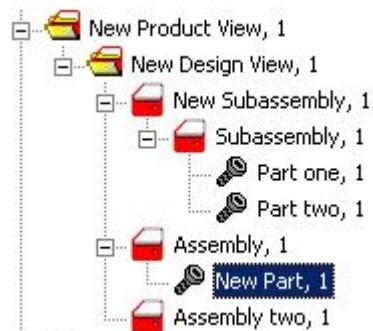 New Product View, 1
New Design View, 1
New Subassembly, 1
Subassembly, 1
Part one, 1
Part two, 1
Assembly, 1
New Part, 1
Assembly two, 1